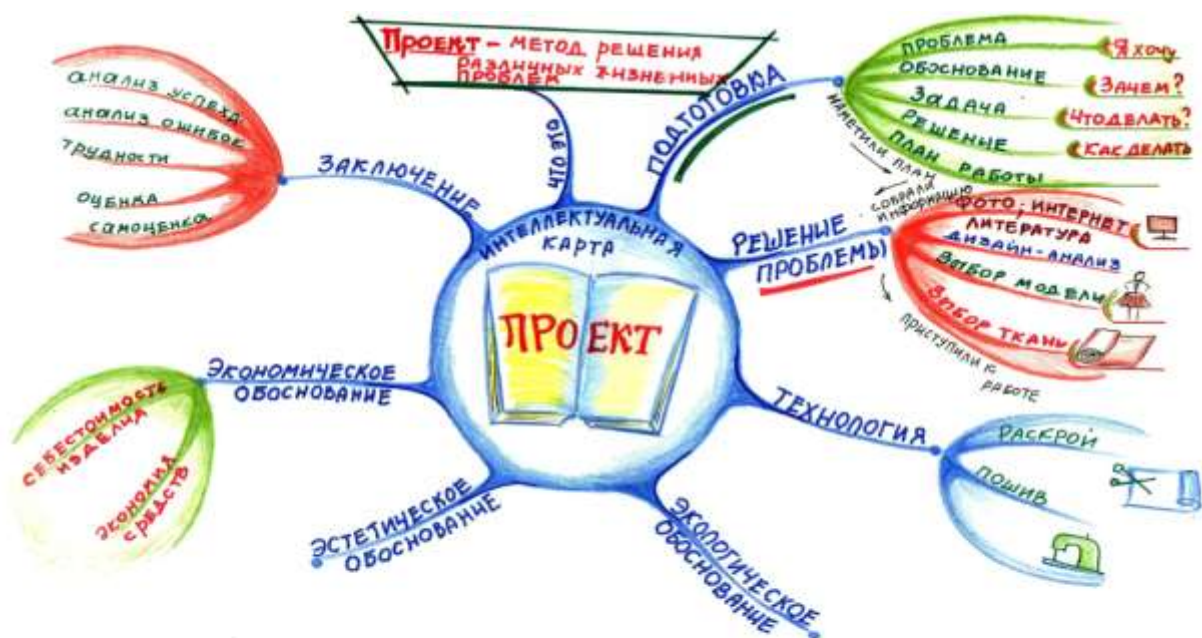 ПРОЕКТ – МЕТОД РЕШЕНИЯ
РАЗЛИЧНЫХ ЖИЗНЕННЫХ
ПРОБЛЕМ
ЧТО ЭТО
ПОДГОТОВКА
ПРОБЛЕМА
Я ХОЧУ
ОБОСНОВАНИЕ
ЗАЧЕМ?
ЗАДАЧА
ЧТО ДЕЛАТЬ?
РЕШЕНИЕ
КАК ДЕЛАТЬ
ПЛАН РАБОТЫ
НАМЕТИЛИ ПЛАН
СОБРАЛИ
ИНФОРМАЦИЮ
РЕШЕНИЕ
ПРОБЛЕМЫ
ФОТО, ИНТЕРНЕТ
ЛИТЕРАТУРА
ДИЗАЙН-АНАЛИЗ
ВЫБОР МОДЕЛИ
ВЫБОР ТКАНИ
ПРИСТУПИЛИ К
РАБОТЕ
ТЕХНОЛОГИЯ
РАСКРОЙ
ПОШИВ
ЭКОЛОГИЧЕСКОЕ
ОБОСНОВАНИЕ
ЭСТЕТИЧЕСКОЕ
ОБОСНОВАНИЕ
ЭКОНОМИЧЕСКОЕ
ОБОСНОВАНИЕ
СЕБЕСТОИМОСТЬ
ИЗДЕЛИЯ
ЭКОНОМИЯ
СРЕДСТВ
ЗАКЛЮЧЕНИЕ
АНАЛИЗ УСПЕХА
АНАЛИЗ ОШИБОК
ТРУДНОСТИ
ОЦЕНКА
САМОЦЕНКА
ИНТЕЛЛЕКТУАЛЬНАЯ
КАРТА
ПРОЕКТ